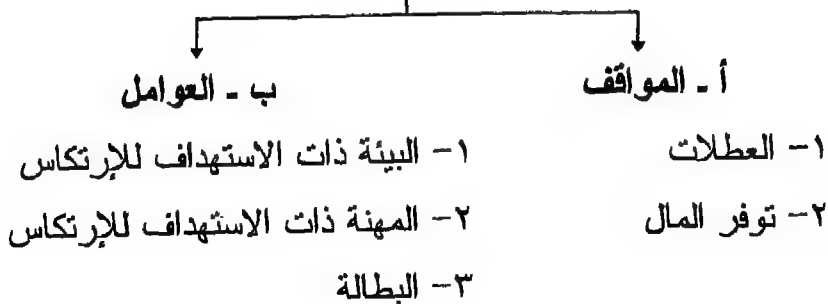 أ - المواقف
١- العطلات
٢- توفر المال
ب - العوامل
١- البيئة ذات الاستهداف للإرتكاس
٢- المهنة ذات الاستهداف للإرتكاس
٣- البطالة